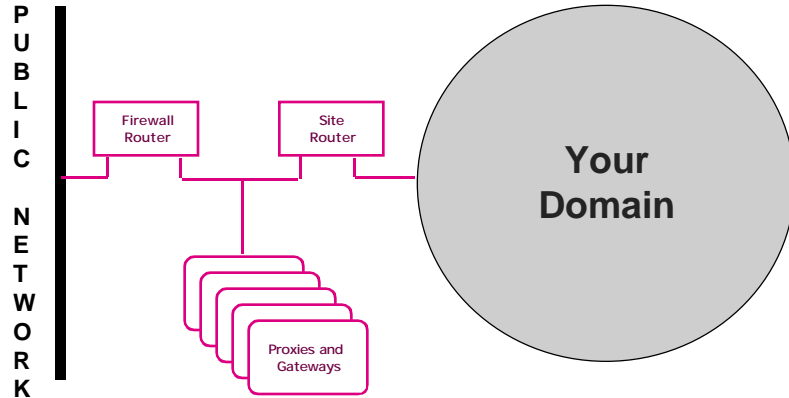 PUBLIC NETWORK
Firewall
Router
Site
Router
Your
Domain
Proxies and
Gateways